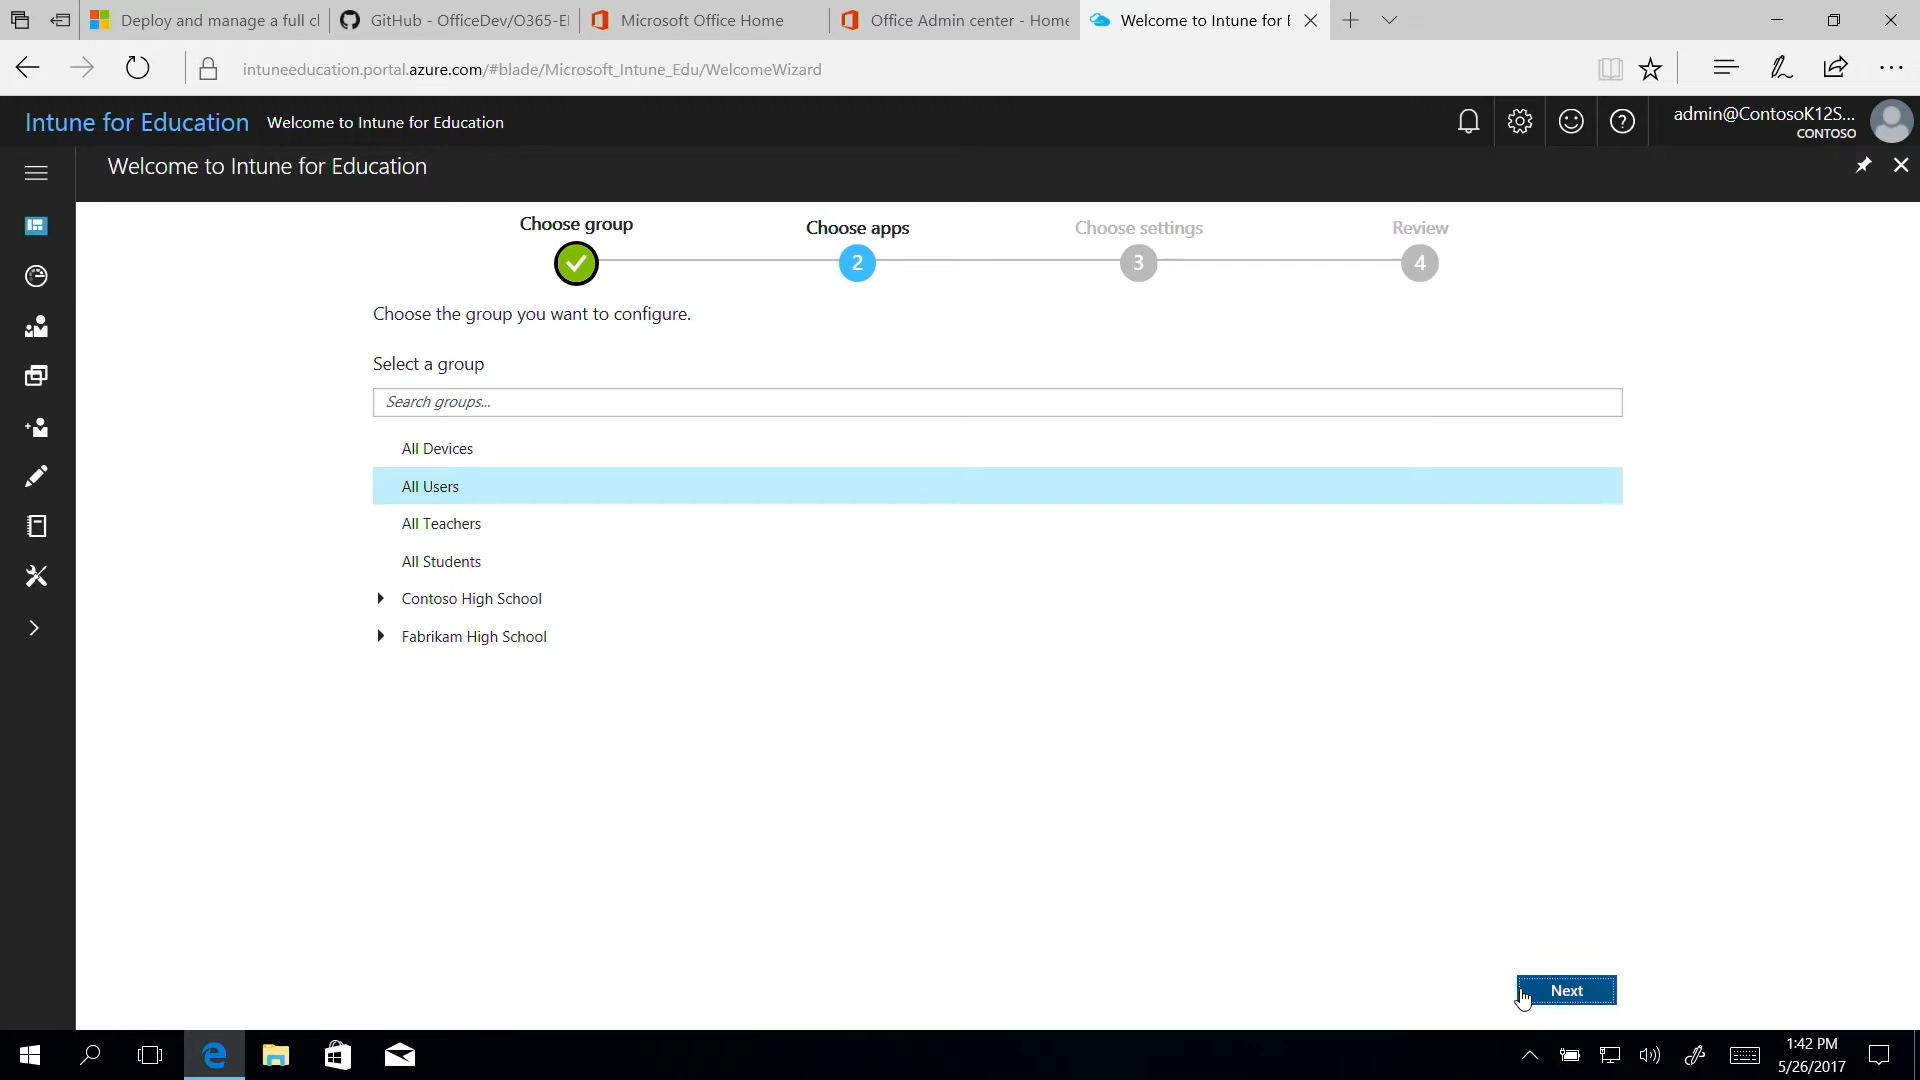 Deploy and manage a full cl
GitHub - OfficeDev/O365-El
Microsoft Office Home
Office Admin center - Home
Welcome to Intune for E
intuneeducation.portal.azure.com/#blade/Microsoft_Intune_Edu/WelcomeWizard
Intune for Education
Welcome to Intune for Education
admin@ContosoK12S...
CONTOSO
Welcome to Intune for Education
Choose group
Choose apps
Choose settings
Review
2
3
4
Choose the group you want to configure.
Select a group
Search groups...
All Devices
All Users
All Teachers
All Students
Contoso High School
Fabrikam High School
Next
1:42 PM
5/26/2017